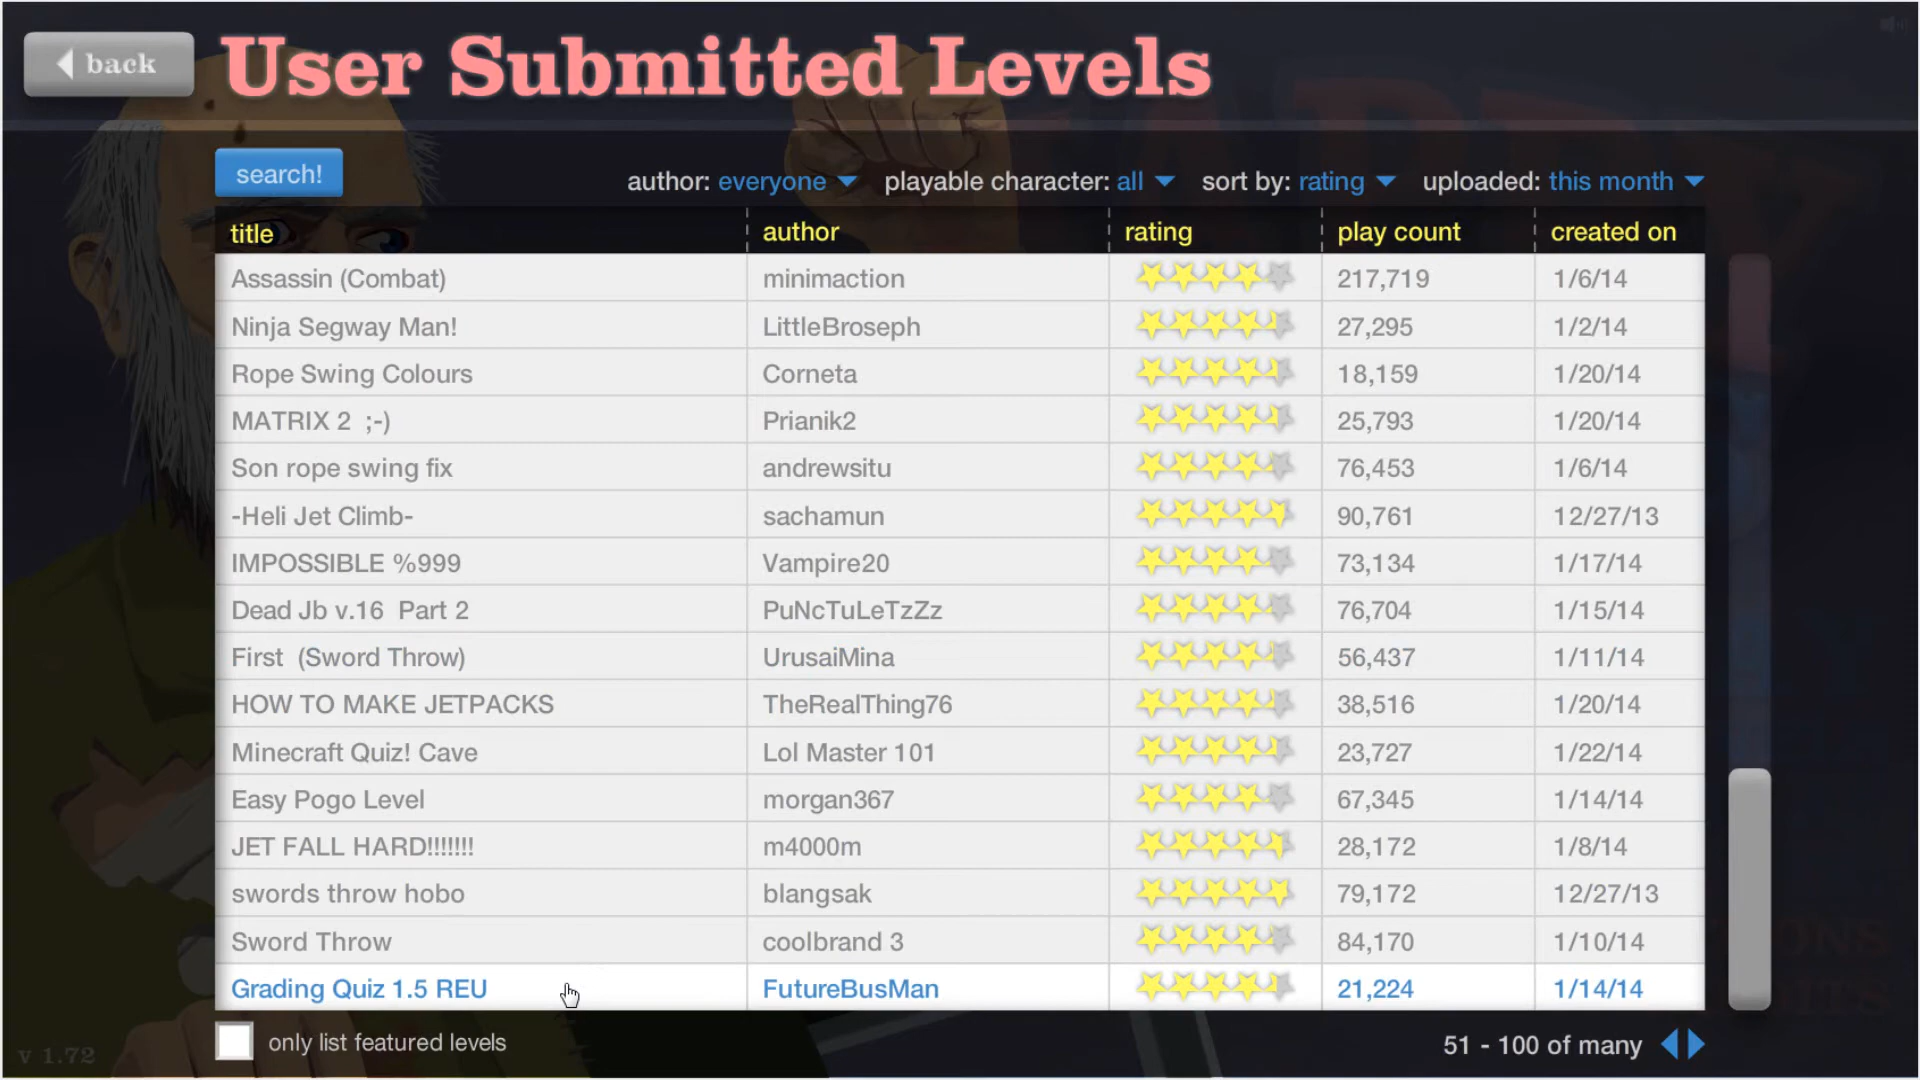 back
User Submitted Levels
search!
author: everyone playable character: all sort by: rating uploaded: this month
title author rating play count created on
Assassin (Combat) minimaction 217,719 1/6/14
Ninja Segway Man! LittleBroseph 27,295 1/2/14
Rope Swing Colours Corneta 18,159 1/20/14
MATRIX 2  ;-) Prianik2 25,793 1/20/14
Son rope swing fix andrewsitu 76,453 1/6/14
-Heli Jet Climb- sachamun 90,761 12/27/13
IMPOSSIBLE %999 Vampire20 73,134 1/17/14
Dead Jb v.16  Part 2 PuNcTuLeTzZz 76,704 1/15/14
First  (Sword Throw) UrusaiMina 56,437 1/11/14
HOW TO MAKE JETPACKS TheRealThing76 38,516 1/20/14
Minecraft Quiz! Cave Lol Master 101 23,727 1/22/14
Easy Pogo Level morgan367 67,345 1/14/14
JET FALL HARD!!!!!!! m4000m 28,172 1/8/14
swords throw hobo blangsak 79,172 12/27/13
Sword Throw coolbrand 3 84,170 1/10/14
Grading Quiz 1.5 REU FutureBusMan 21,224 1/14/14
only list featured levels 51 - 100 of many
v 1.72